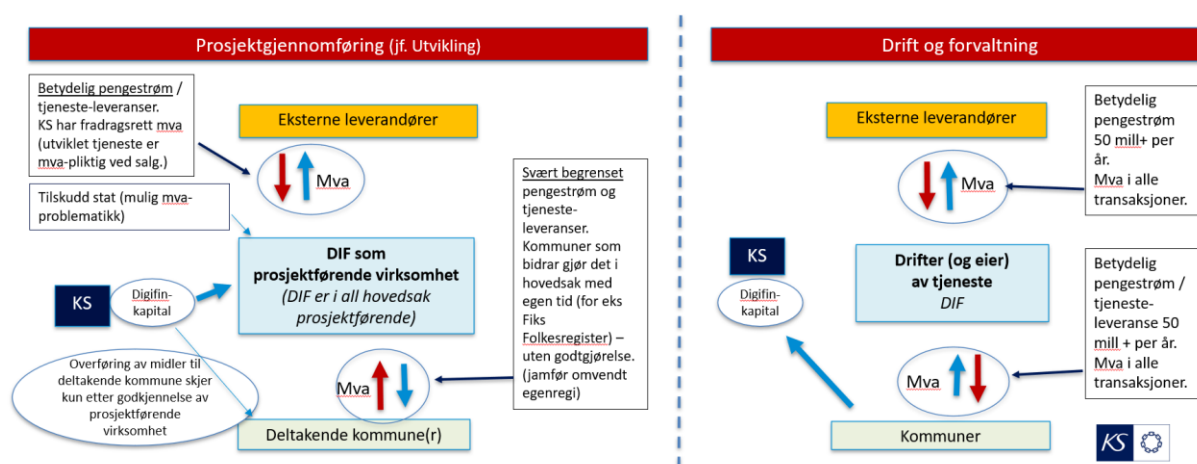 Prosjektgjennomføring (jf. Utvikling)
Betydelig pengestrøm /
tjeneste-leveranser.
KS har fradragsrett mva
(utviklet tjeneste er
mva-pliktig ved salg.)
Tilskudd stat (mulig mva-
problematikk)
Eksterne leverandører
Mva
DIF som
prosjektførende virksomhet
(DIF er i all hovedsak
prosjektførende)
KS
Digifin-
kapital
Overføring av midler til
deltakende kommune skjer
kun etter godkjennelse av
prosjektførende
virksomhet
Mva
Deltakende kommune(r)
Svært begrenset
pengestrøm og
tjeneste-
leveranser.
Kommuner som
bidrar gjør det i
hovedsak med
egen tid (for eks
Fiks
Folkesregister) –
uten godtgjørelse.
(jamfør omvendt
egenregi)
Drift og forvaltning
Eksterne leverandører
Mva
Betydelig
pengestrøm
50 mill+ per
år.
Mva i alle
transaksjoner.
KS
Digifin-
kapital
Drifter (og eier)
av tjeneste
DIF
Betydelig
pengestrøm /
tjeneste-
leveranse 50
mill + per år.
Mva i alle
transaksjoner.
Mva
Kommuner
KS